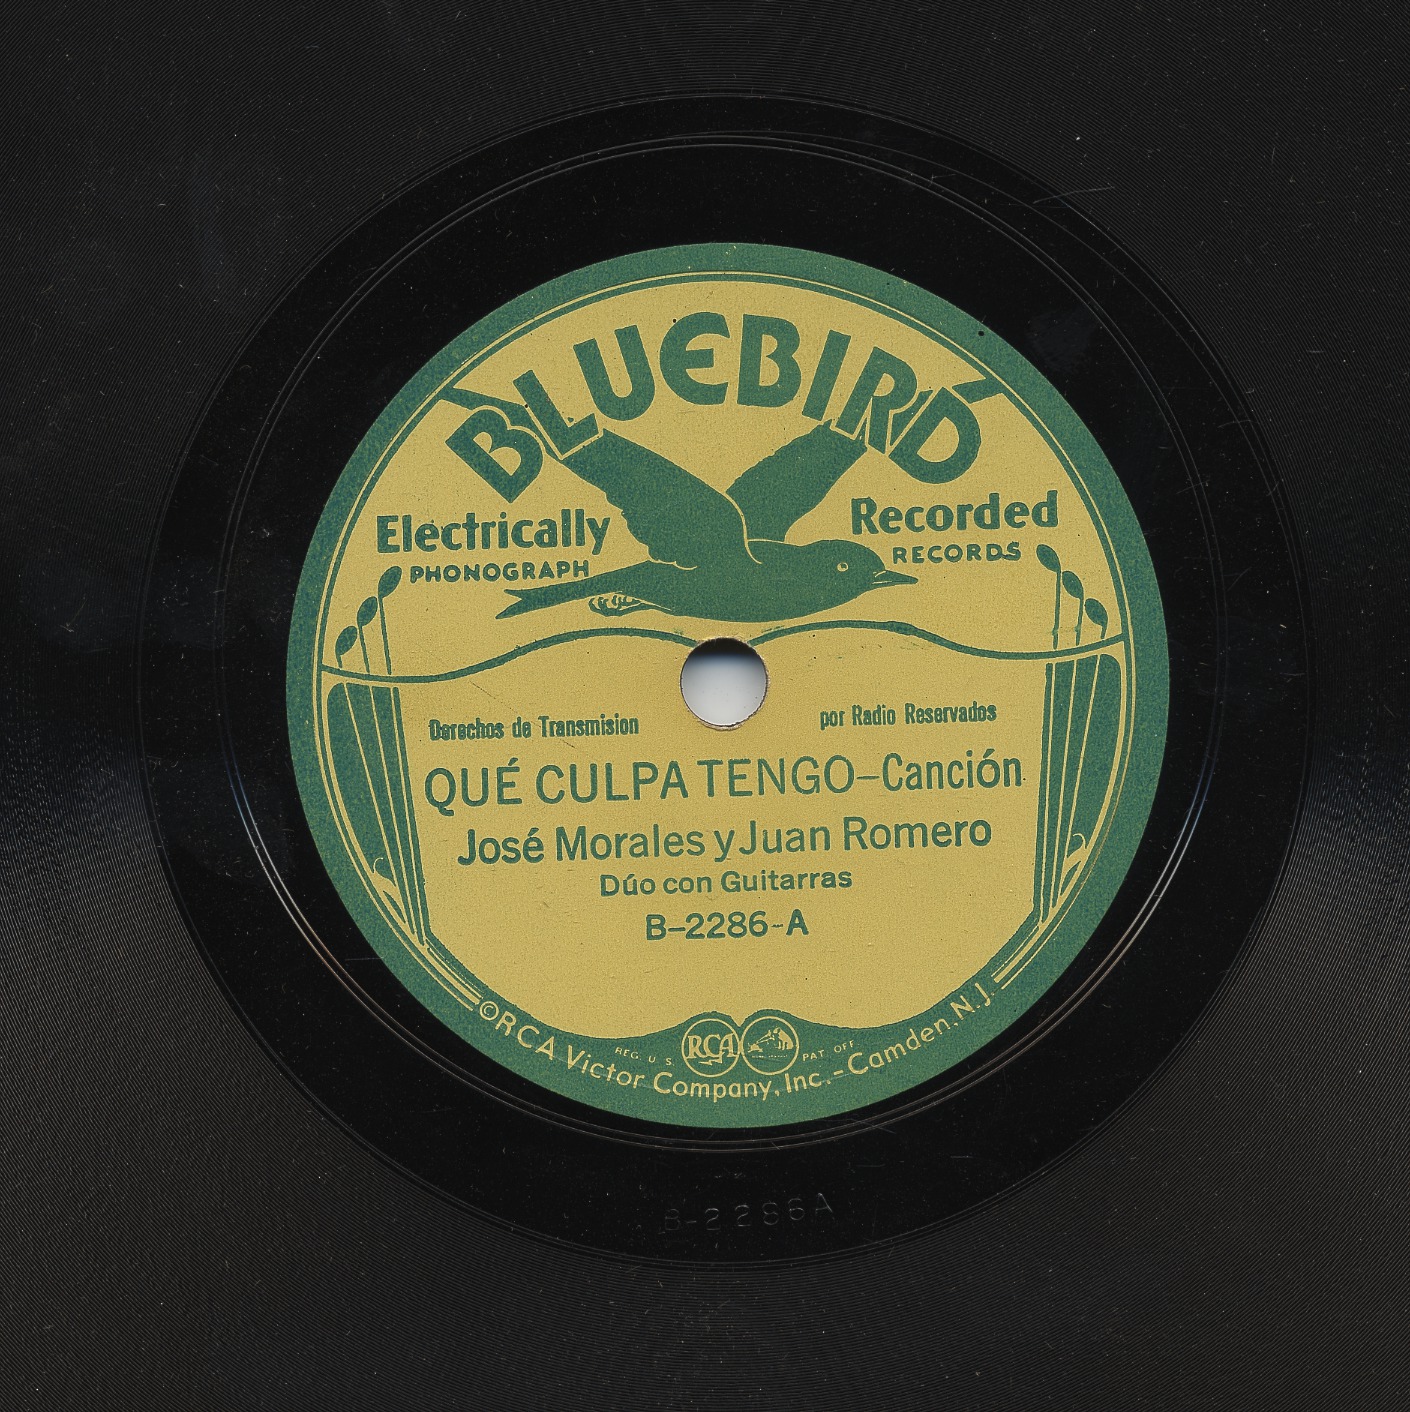 BLUEBIRD
Electrically Recorded
PHONOGRAPH RECORDS
Derechos de Transmision por Radio Reservados
QUÉ CULPA TENGO–Canción
José Morales y Juan Romero
Dúo con Guitarras
B–2286-A
REG. U. S. RCA PAT. OFF.
©RCA Victor Company, Inc.-Camden, N.J.
B-2286A